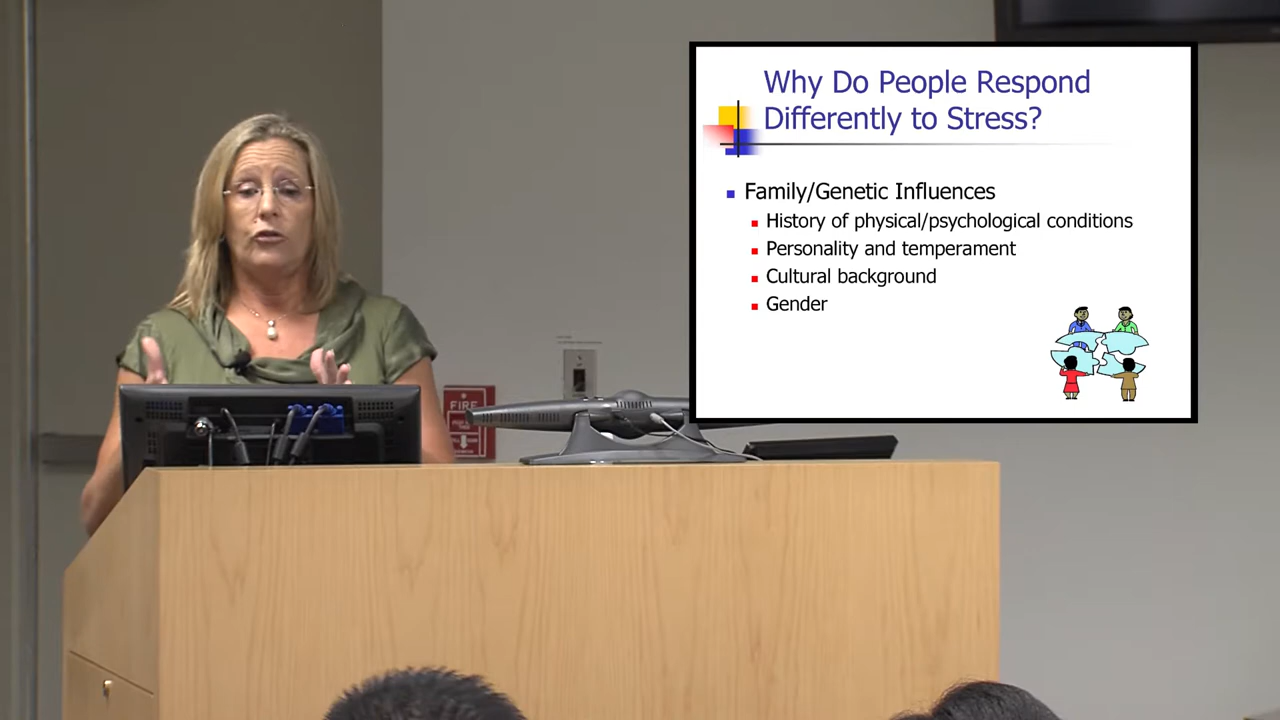 Why Do People Respond
Differently to Stress?
Family/Genetic Influences
History of physical/psychological conditions
Personality and temperament
Cultural background
Gender
FIRE